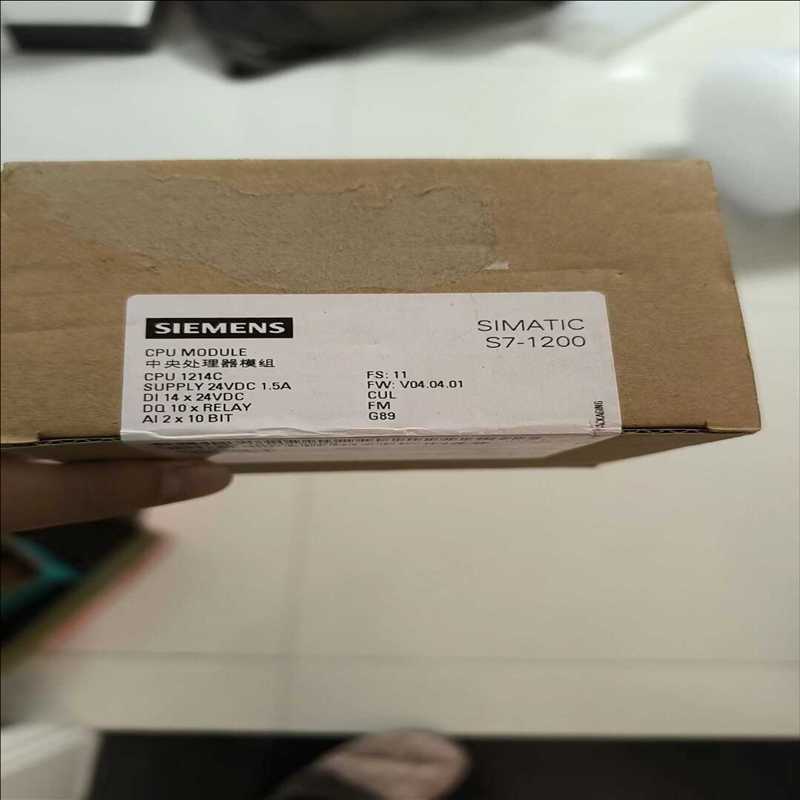 SIEMENS
SIMATIC
S7-1200
CPU MODULE
中央处理器模组
CPU 1214C
SUPPLY 24VDC 1.5A
DI 14 x 24VDC
DQ 10 x RELAY
AI 2 x 10 BIT
FS: 11
FW: V04.04.01
CUL
FM
G89